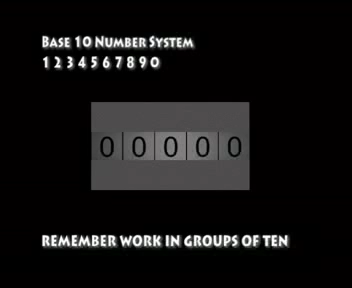 Base 10 Number System
1 2 3 4 5 6 7 8 9 0
0 0 0 0 0
REMEMBER WORK IN GROUPS OF TEN